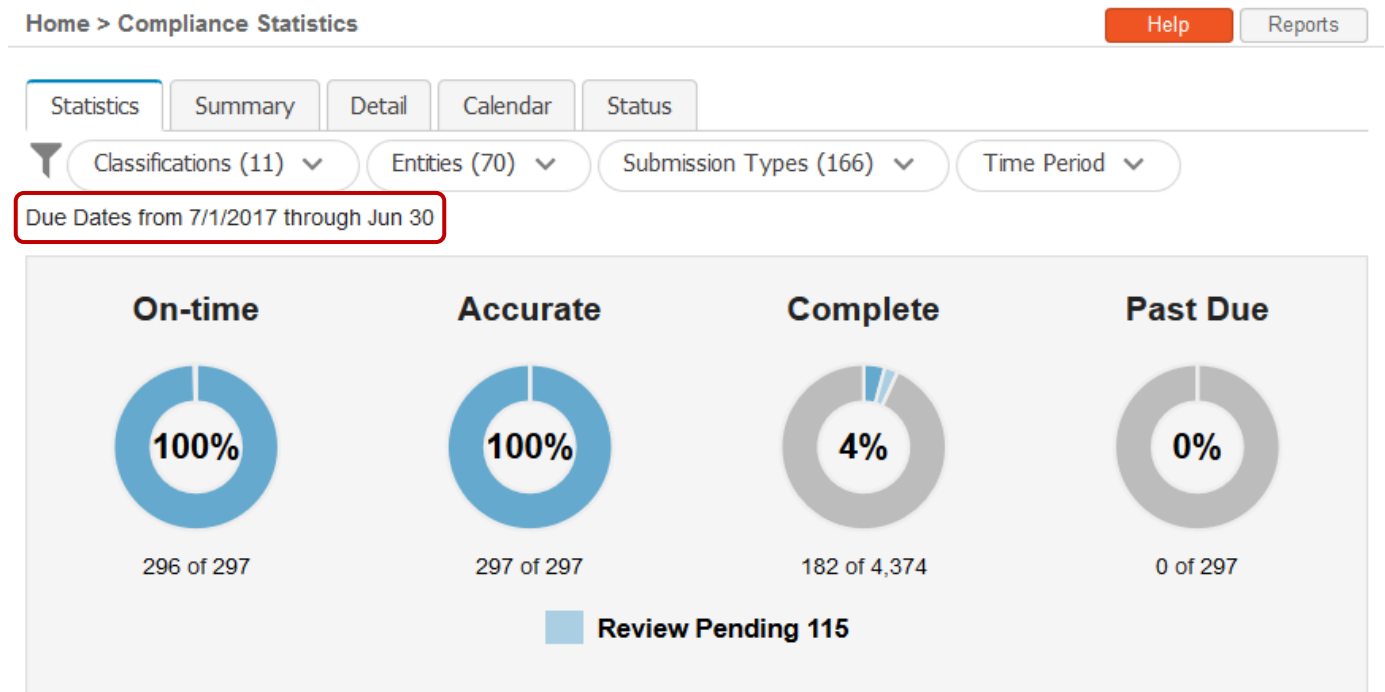 Home > Compliance Statistics
Help
Reports
Statistics
Summary
Detail
Calendar
Status
Classifications (11)
Entities (70)
Submission Types (166)
Time Period
Due Dates from 7/1/2017 through Jun 30
On-time
Accurate
Complete
Past Due
100%
100%
4%
0%
296 of 297
297 of 297
182 of 4,374
0 of 297
Review Pending 115